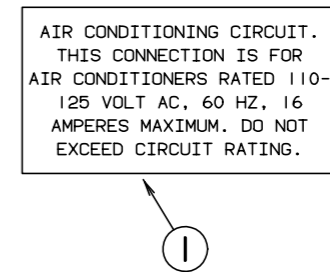 AIR CONDITIONING CIRCUIT.
THIS CONNECTION IS FOR
AIR CONDITIONERS RATED 110-
125 VOLT AC, 60 HZ, 16
AMPERES MAXIMUM. DO NOT
EXCEED CIRCUIT RATING.
1